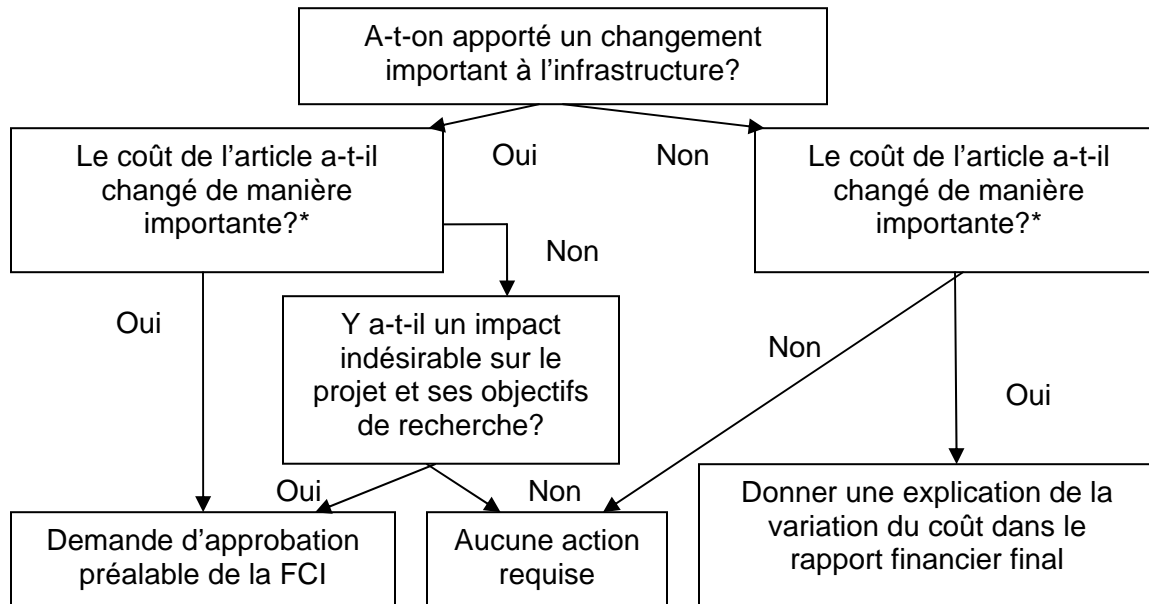 A-t-on apporté un changement
important à l’infrastructure?
Le coût de l’article a-t-il
changé de manière
importante?*
Oui
Non
Le coût de l’article a-t-il
changé de manière
importante?*
Non
Oui
Y a-t-il un impact
indésirable sur le
projet et ses objectifs
de recherche?
Non
Oui
Oui
Non
Demande d’approbation
préalable de la FCI
Aucune action
requise
Donner une explication de la
variation du coût dans le
rapport financier final